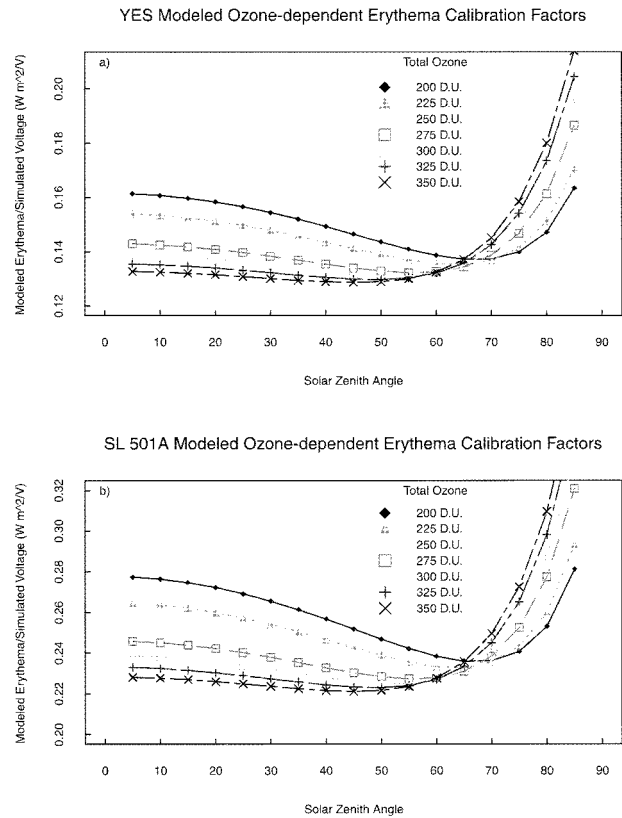 YES Modeled Ozone-dependent Erythema Calibration Factors
Modeled Erythema/Simulated Voltage (W m^2/V)
a)
Total Ozone
200 D.U.
225 D.U.
250 D.U.
275 D.U.
300 D.U.
325 D.U.
350 D.U.
0.20
0.18
0.16
0.14
0.12
0 10 20 30 40 50 60 70 80 90
Solar Zenith Angle
SL 501A Modeled Ozone-dependent Erythema Calibration Factors
Modeled Erythema/Simulated Voltage (W m^2/V)
b)
Total Ozone
200 D.U.
225 D.U.
250 D.U.
275 D.U.
300 D.U.
325 D.U.
350 D.U.
0.32
0.30
0.28
0.26
0.24
0.22
0.20
0 10 20 30 40 50 60 70 80 90
Solar Zenith Angle